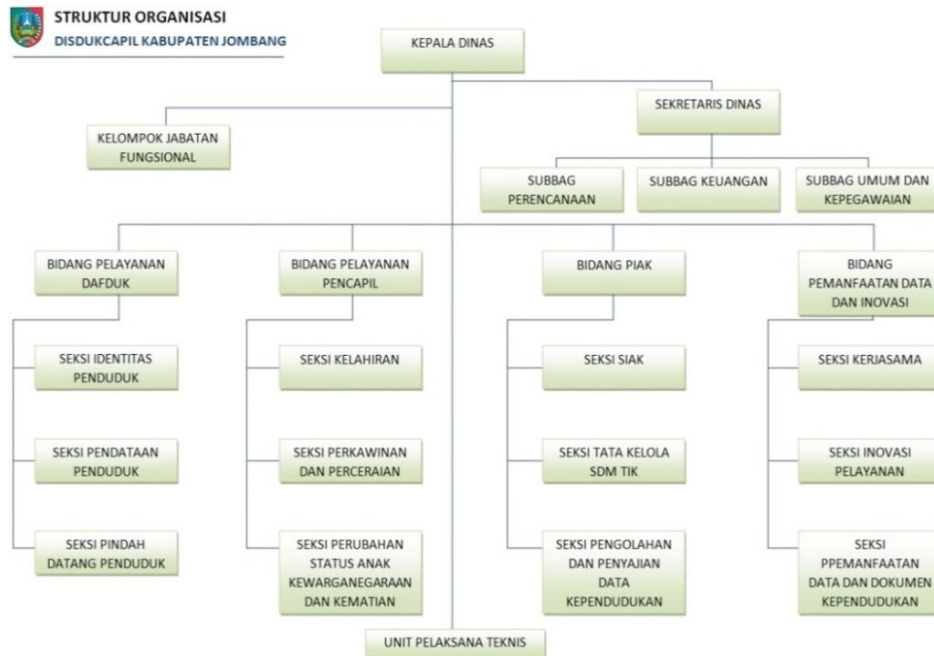 STRUKTUR ORGANISASI
DISDUKCAPIL KABUPATEN JOMBANG
KEPALA DINAS
SEKRETARIS DINAS
KELOMPOK JABATAN
FUNGSIONAL
SUBBAG
PERENCANAAN
SUBBAG KEUANGAN
SUBBAG UMUM DAN
KEPEGAWAIAN
BIDANG PELAYANAN
DAFDUK
BIDANG PELAYANAN
PENCAPIL
BIDANG PIAK
BIDANG
PEMANFAATAN DATA
DAN INOVASI
SEKSI IDENTITAS
PENDUDUK
SEKSI KELAHIRAN
SEKSI SIAK
SEKSI KERJASAMA
SEKSI PENDATAAN
PENDUDUK
SEKSI PERKAWINAN
DAN PERCERAIAN
SEKSI TATA KELOLA
SDM TIK
SEKSI INOVASI
PELAYANAN
SEKSI PINDAH
DATANG PENDUDUK
SEKSI PERUBAHAN
STATUS ANAK
KEWARGANEGARAAN
DAN KEMATIAN
SEKSI PENGOLAHAN
DAN PENYAJIAN
DATA
KEPENDUDUKAN
SEKSI
PPEMANFAATAN
DATA DAN DOKUMEN
KEPENDUDUKAN
UNIT PELAKSANA TEKNIS